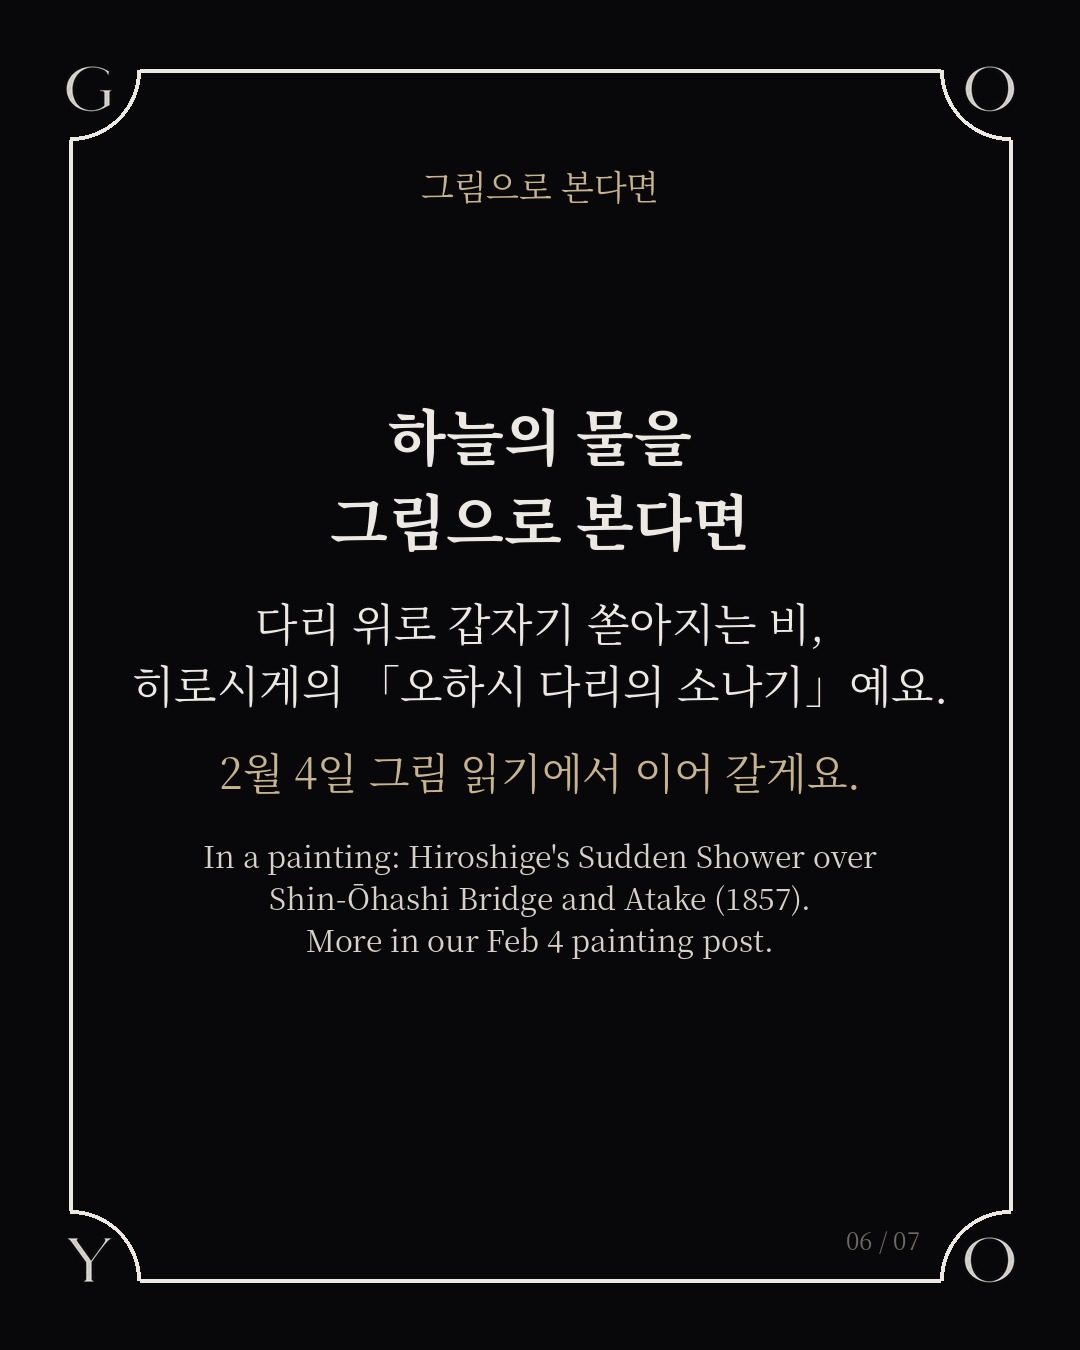 G O
그림으로 본다면
하늘의 물을
그림으로 본다면
다리 위로 갑자기 쏟아지는 비,
히로시게의 「오하시 다리의 소나기」예요.
2월 4일 그림 읽기에서 이어 갈게요.
In a painting: Hiroshige's Sudden Shower over
Shin-Ōhashi Bridge and Atake (1857).
More in our Feb 4 painting post.
06 / 07
Y O